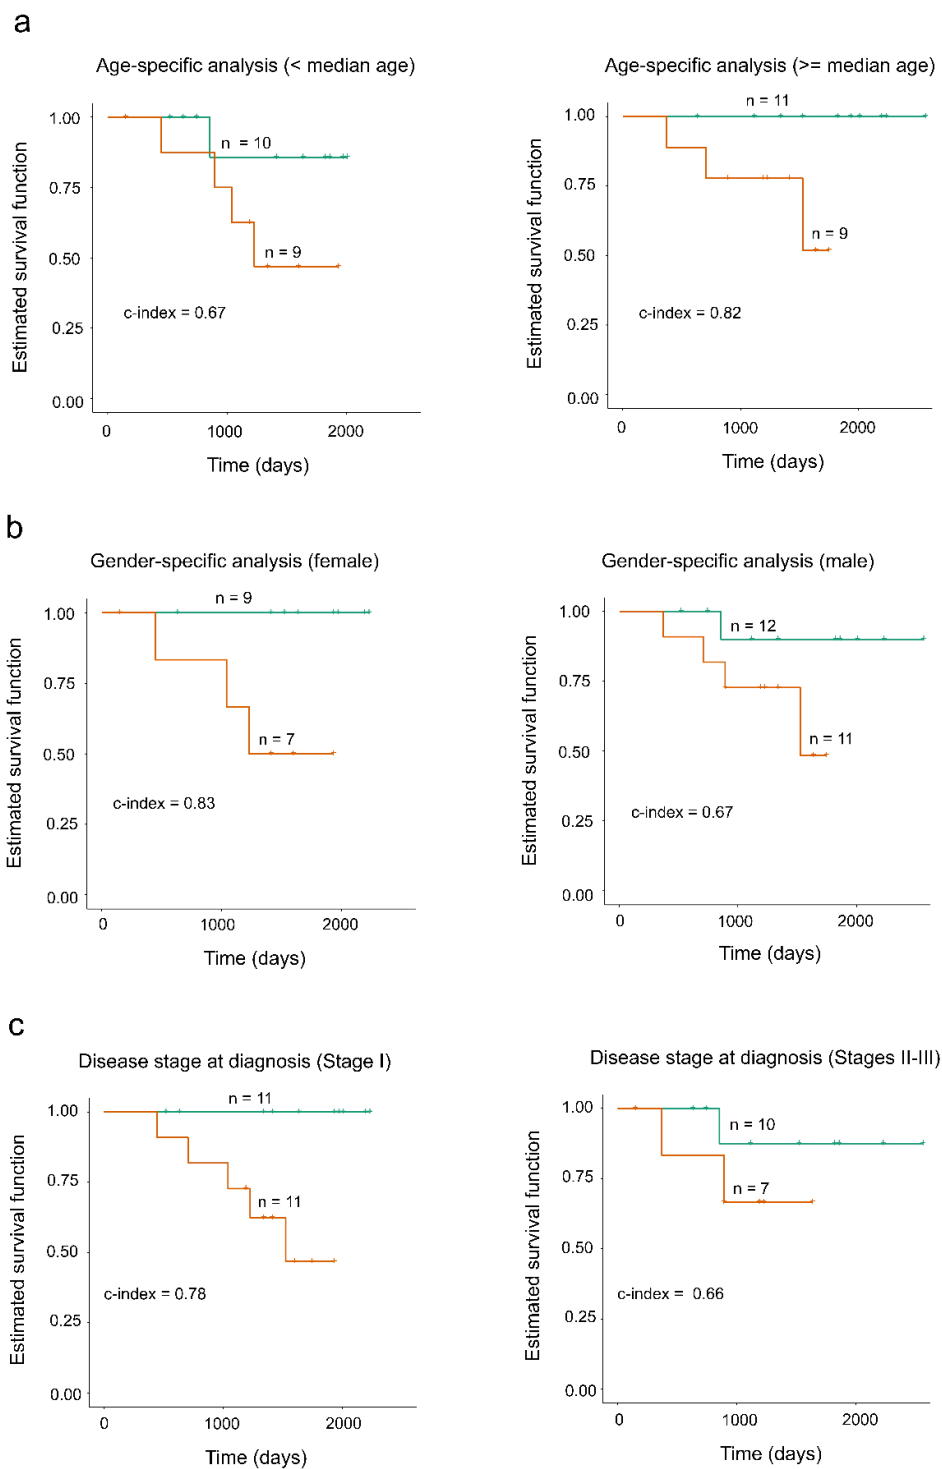 a
Age-specific analysis (< median age)
1.00
0.75
0.50
0.25
0.00
Estimated survival function
n = 10
n = 9
c-index = 0.67
0 1000 2000
Time (days)
Age-specific analysis (>= median age)
1.00
0.75
0.50
0.25
0.00
Estimated survival function
n = 11
n = 9
c-index = 0.82
0 1000 2000
Time (days)
b
Gender-specific analysis (female)
1.00
0.75
0.50
0.25
0.00
Estimated survival function
n = 9
n = 7
c-index = 0.83
0 1000 2000
Time (days)
Gender-specific analysis (male)
1.00
0.75
0.50
0.25
0.00
Estimated survival function
n = 12
n = 11
c-index = 0.67
0 1000 2000
Time (days)
c
Disease stage at diagnosis (Stage I)
1.00
0.75
0.50
0.25
0.00
Estimated survival function
n = 11
n = 11
c-index = 0.78
0 1000 2000
Time (days)
Disease stage at diagnosis (Stages II-III)
1.00
0.75
0.50
0.25
0.00
Estimated survival function
n = 10
n = 7
c-index = 0.66
0 1000 2000
Time (days)